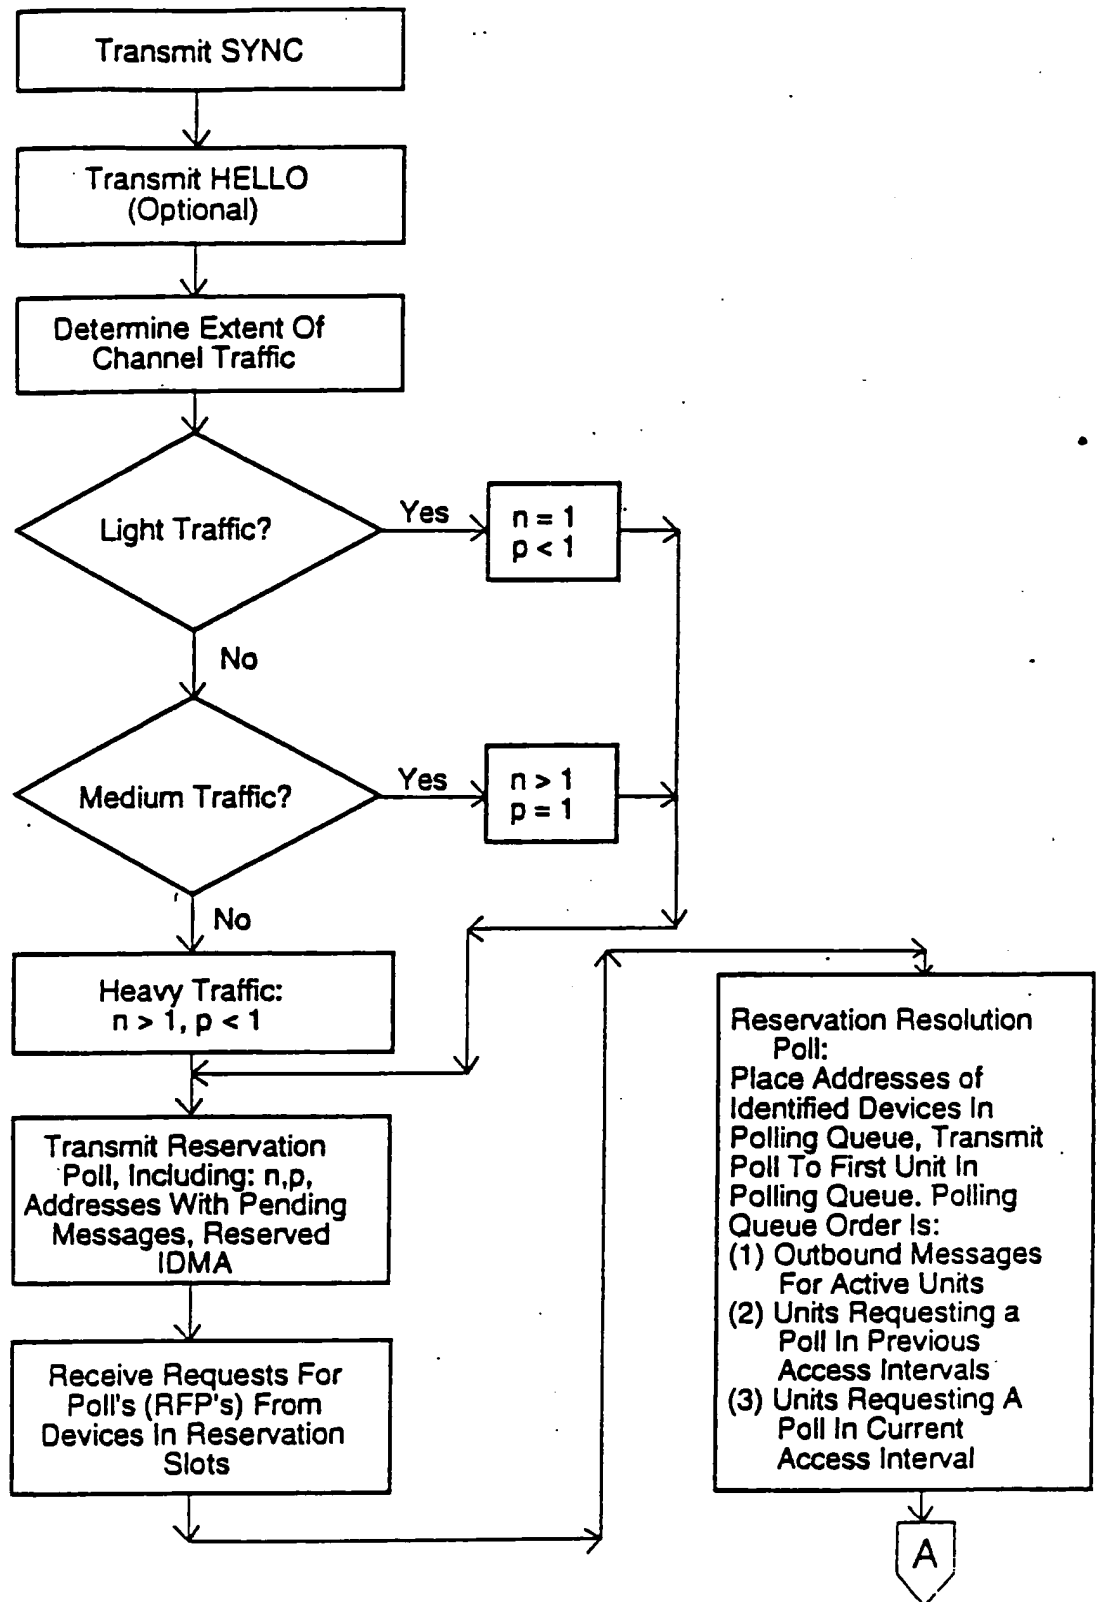 Transmit SYNC
Transmit HELLO
(Optional)
Determine Extent Of
Channel Traffic
Light Traffic?
Yes
n = 1
p < 1
No
Medium Traffic?
Yes
n > 1
p = 1
No
Heavy Traffic:
n > 1, p < 1
Transmit Reservation
Poll, Including: n,p,
Addresses With Pending
Messages, Reserved
IDMA
Receive Requests For
Poll's (RFP's) From
Devices In Reservation
Slots
Reservation Resolution
Poll:
Place Addresses of
Identified Devices In
Polling Queue, Transmit
Poll To First Unit In
Polling Queue. Polling
Queue Order Is:
(1) Outbound Messages
For Active Units
(2) Units Requesting a
Poll In Previous
Access Intervals
(3) Units Requesting A
Poll In Current
Access Interval
A